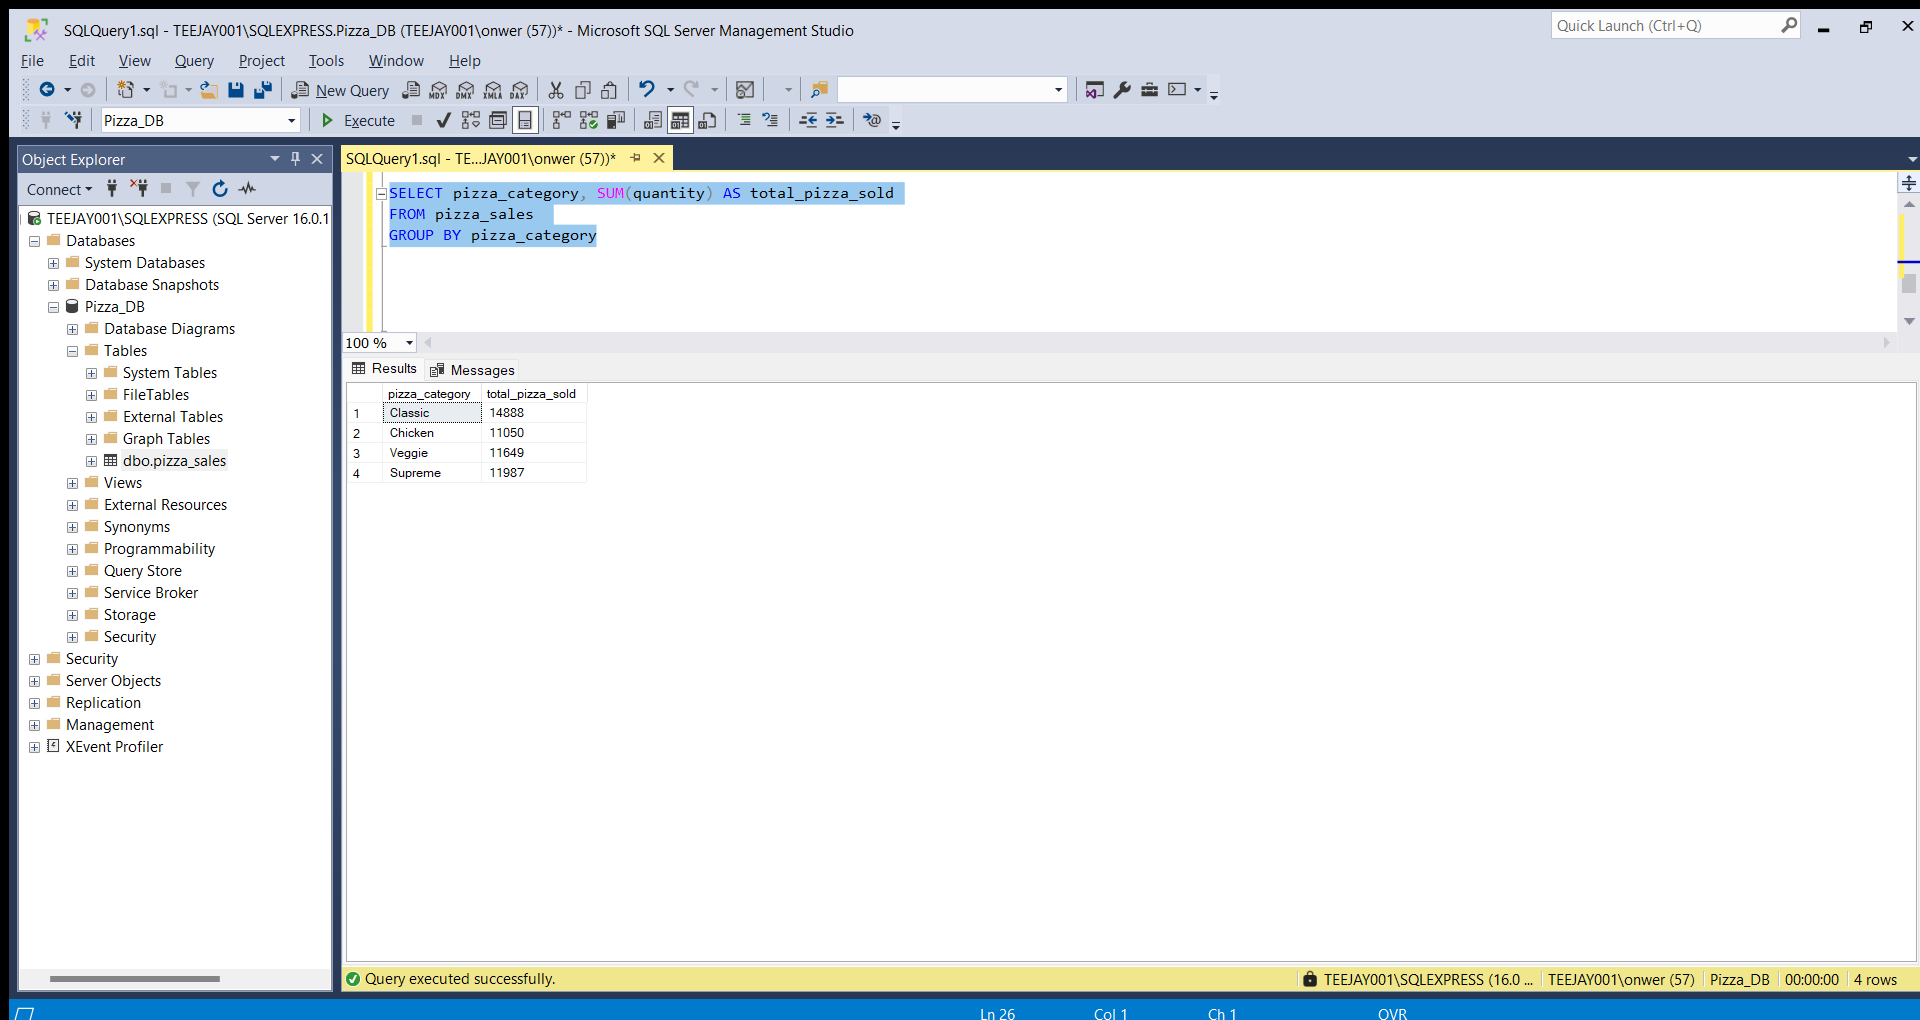 SQLQuery1.sql - TEEJAY001\SQLEXPRESS.Pizza_DB (TEEJAY001\onwer (57))* - Microsoft SQL Server Management Studio
Quick Launch (Ctrl+Q)
File Edit View Query Project Tools Window Help
New Query MDX DMX XMLA DAX
Pizza_DB Execute
Object Explorer
Connect
TEEJAY001\SQLEXPRESS (SQL Server 16.0.1
Databases
System Databases
Database Snapshots
Pizza_DB
Database Diagrams
Tables
System Tables
FileTables
External Tables
Graph Tables
dbo.pizza_sales
Views
External Resources
Synonyms
Programmability
Query Store
Service Broker
Storage
Security
Security
Server Objects
Replication
Management
XEvent Profiler
SQLQuery1.sql - TE...JAY001\onwer (57))*
SELECT pizza_category, SUM(quantity) AS total_pizza_sold
FROM pizza_sales
GROUP BY pizza_category
100 %
Results Messages
pizza_category total_pizza_sold
1 Classic 14888
2 Chicken 11050
3 Veggie 11649
4 Supreme 11987
Query executed successfully. TEEJAY001\SQLEXPRESS (16.0 ... TEEJAY001\onwer (57) Pizza_DB 00:00:00 4 rows
Ln 26 Col 1 Ch 1 OVR